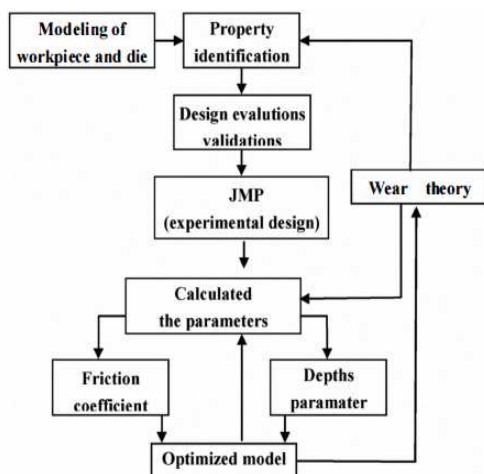 Modeling of
workpiece and die
Property
identification
Design evalutions
validations
JMP
(experimental design)
Wear theory
Calculated
the parameters
Friction
coefficient
Depths
paramater
Optimized model